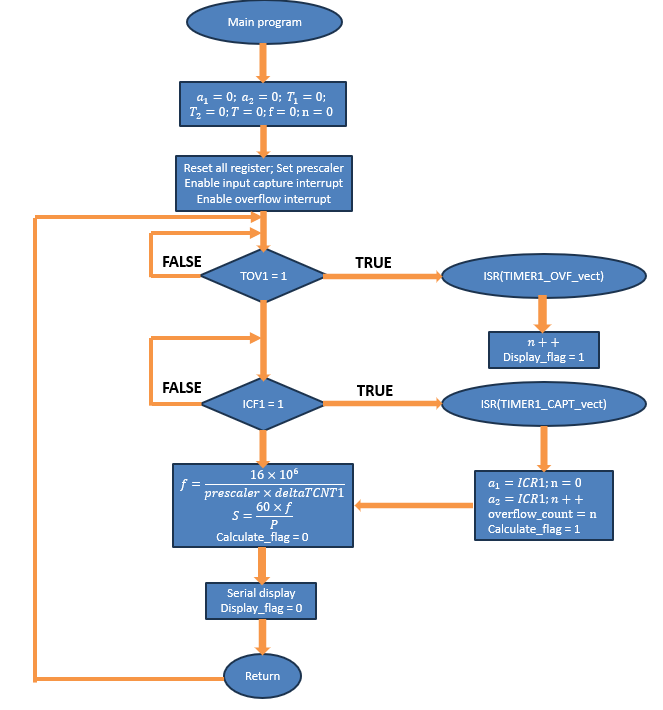 Main program
a₁ = 0; a₂ = 0; T₁ = 0;
T₂ = 0; T = 0; f = 0; n = 0
Reset all register; Set prescaler
Enable input capture interrupt
Enable overflow interrupt
FALSE
TOV1 = 1
TRUE
ISR(TIMER1_OVF_vect)
n + +
Display_flag = 1
FALSE
ICF1 = 1
TRUE
ISR(TIMER1_CAPT_vect)
a₁ = ICR1; n = 0
a₂ = ICR1; n + +
overflow_count = n
Calculate_flag = 1
f = 16 × 10⁶ / prescaler × deltaTCNT1
S = 60 × f / P
Calculate_flag = 0
Serial display
Display_flag = 0
Return